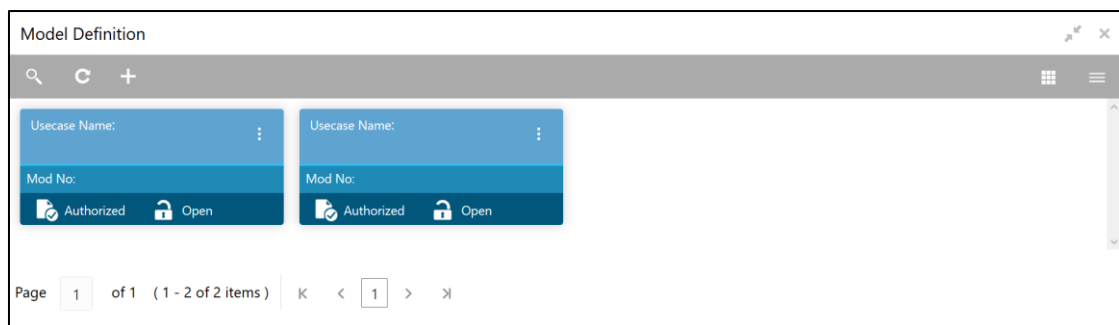 Model Definition
Usecase Name:
Usecase Name:
Mod No:
Mod No:
Authorized Open
Authorized Open
Page 1 of 1 ( 1 - 2 of 2 items ) 1